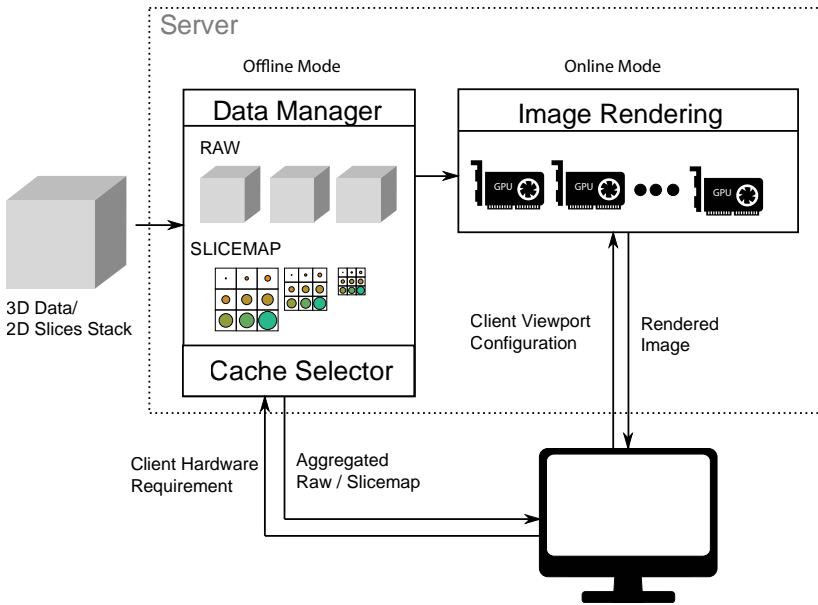 Server
Offline Mode
Online Mode
Data Manager
Image Rendering
RAW
GPU
GPU
GPU
SLICEMAP
3D Data/
2D Slices Stack
Cache Selector
Client Viewport
Configuration
Rendered
Image
Client Hardware
Requirement
Aggregated
Raw / Slicemap